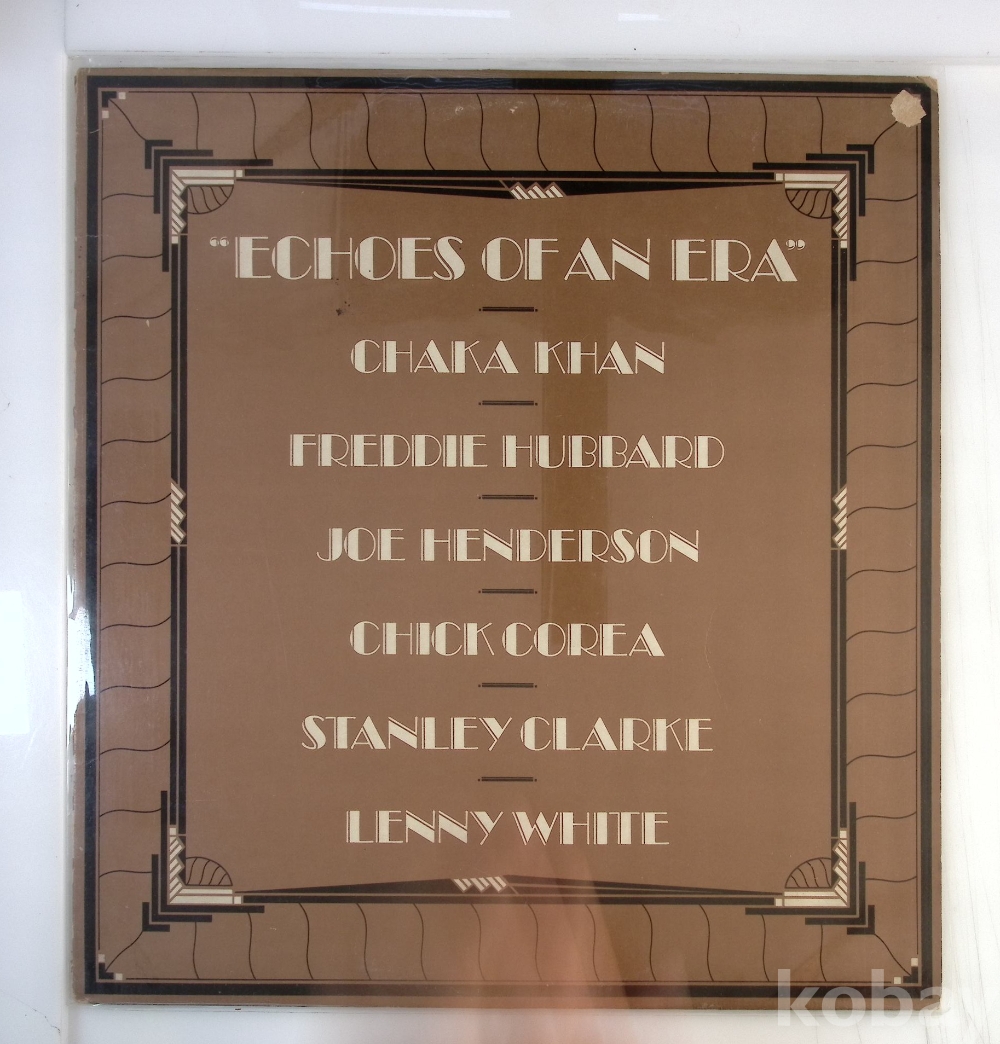 “ECHOES OF AN ERA”
CHAKA KHAN
FREDDIE HUBBARD
JOE HENDERSON
CHICK COREA
STANLEY CLARKE
LENNY WHITE
koba